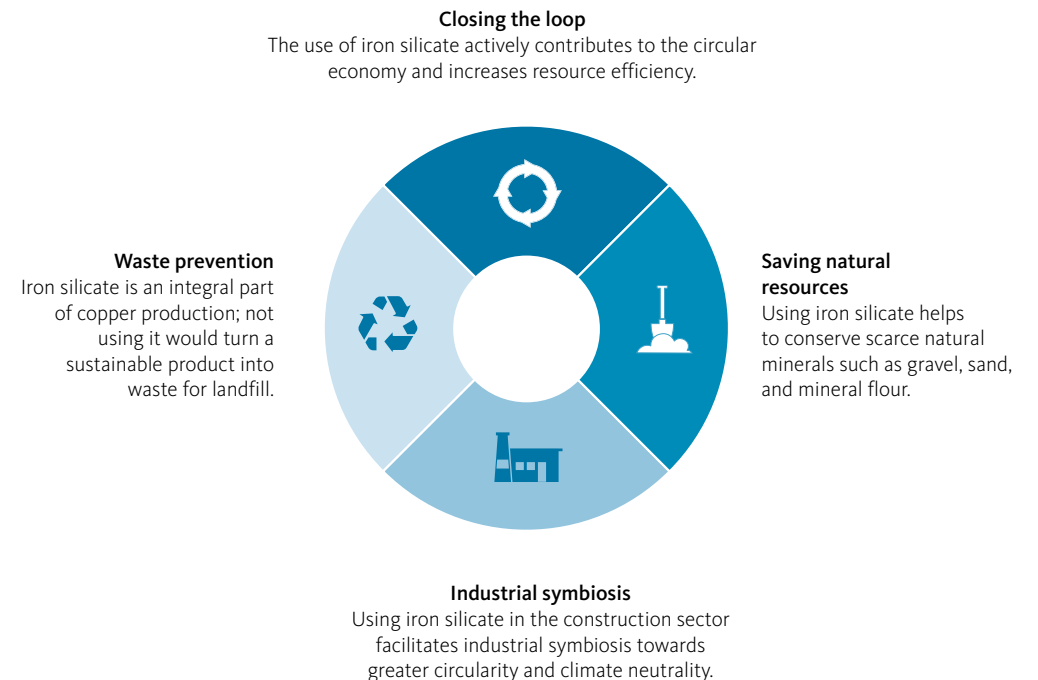 Closing the loop
The use of iron silicate actively contributes to the circular
economy and increases resource efficiency.
Waste prevention
Iron silicate is an integral part
of copper production; not
using it would turn a
sustainable product into
waste for landfill.
Saving natural
resources
Using iron silicate helps
to conserve scarce natural
minerals such as gravel, sand,
and mineral flour.
Industrial symbiosis
Using iron silicate in the construction sector
facilitates industrial symbiosis towards
greater circularity and climate neutrality.